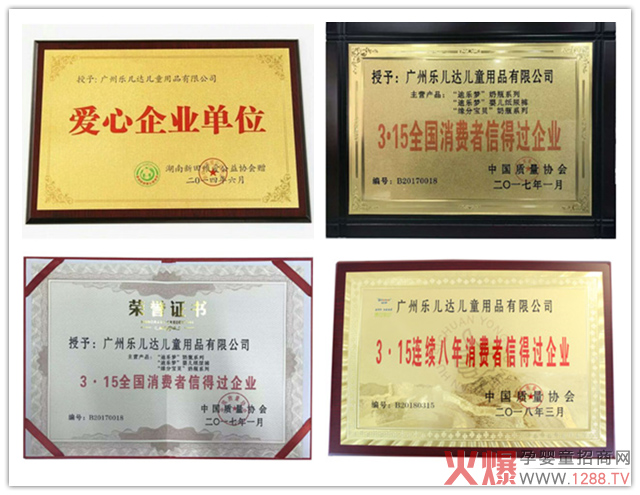 授予：广州乐儿达儿童用品有限公司
爱心企业单位
湖南新田县公益协会赠
二〇一四年六月
授予：广州乐儿达儿童用品有限公司
主营产品：“迪乐梦”奶瓶系列
“迪乐梦”婴儿纸尿裤
“缘分宝贝”奶瓶系列
3·15全国消费者信得过企业
中国质量协会
编号：B20170018
二〇一七年一月
荣誉证书
授予：广州乐儿达儿童用品有限公司
主营产品：“迪乐梦”奶瓶系列
“迪乐梦”婴儿纸尿裤
“缘分宝贝”奶瓶系列
3·15全国消费者信得过企业
中国质量协会
编号：B20170018
二〇一七年一月
广州乐儿达儿童用品有限公司
3·15连续八年消费者信得过企业
中国质量协会
编号：B20180315
二〇一八年三月
火爆孕婴童招商网
www.1288.TV